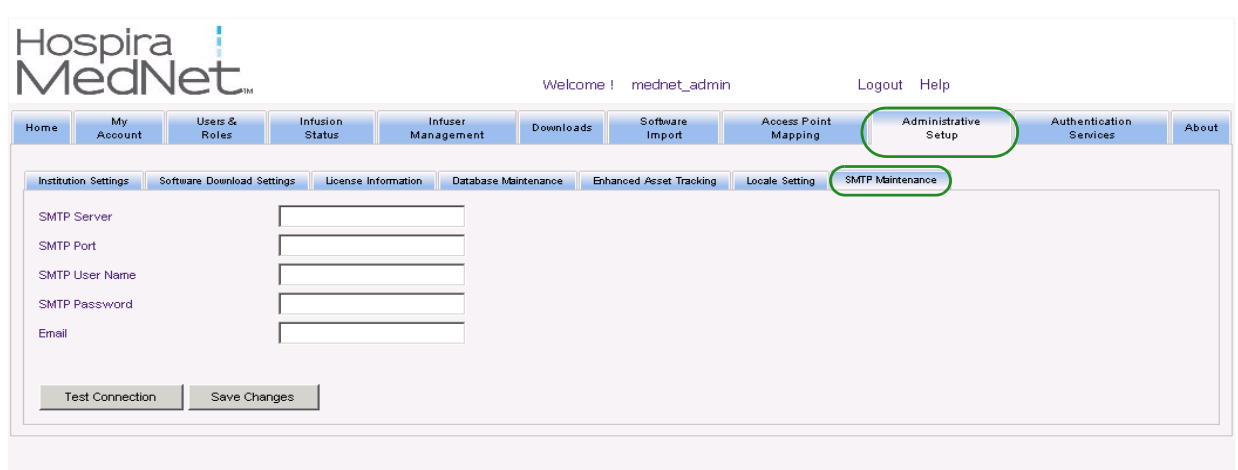 Hospira
MedNet™
Welcome ! mednet_admin Logout Help
Home My Account Users & Roles Infusion Status Infuser Management Downloads Software Import Access Point Mapping Administrative Setup Authentication Services About
Institution Settings Software Download Settings License Information Database Maintenance Enhanced Asset Tracking Locale Setting SMTP Maintenance
SMTP Server
SMTP Port
SMTP User Name
SMTP Password
Email
Test Connection Save Changes